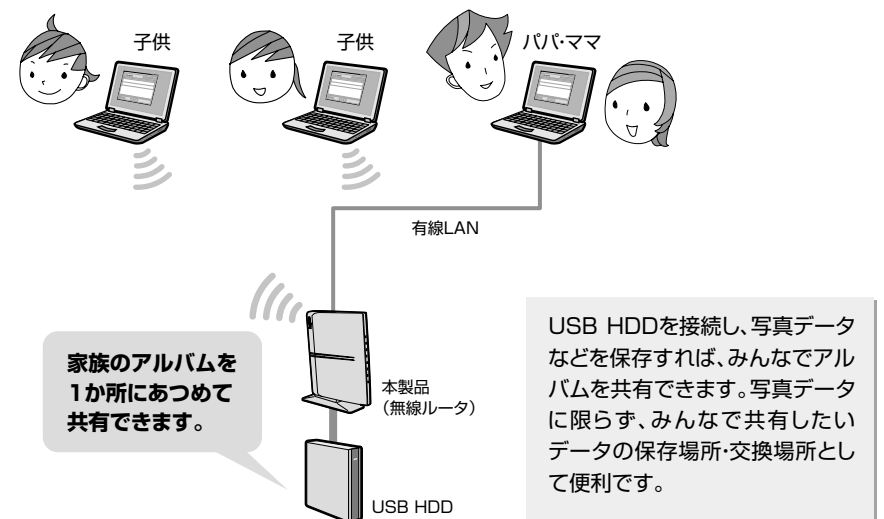 子供
子供
パパ・ママ
有線LAN
家族のアルバムを
1か所にあつめて
共有できます。
本製品
（無線ルータ）
USB HDD
USB HDDを接続し、写真データ
などを保存すれば、みんなでアル
バムを共有できます。写真データ
に限らず、みんなで共有したい
データの保存場所・交換場所とし
て便利です。